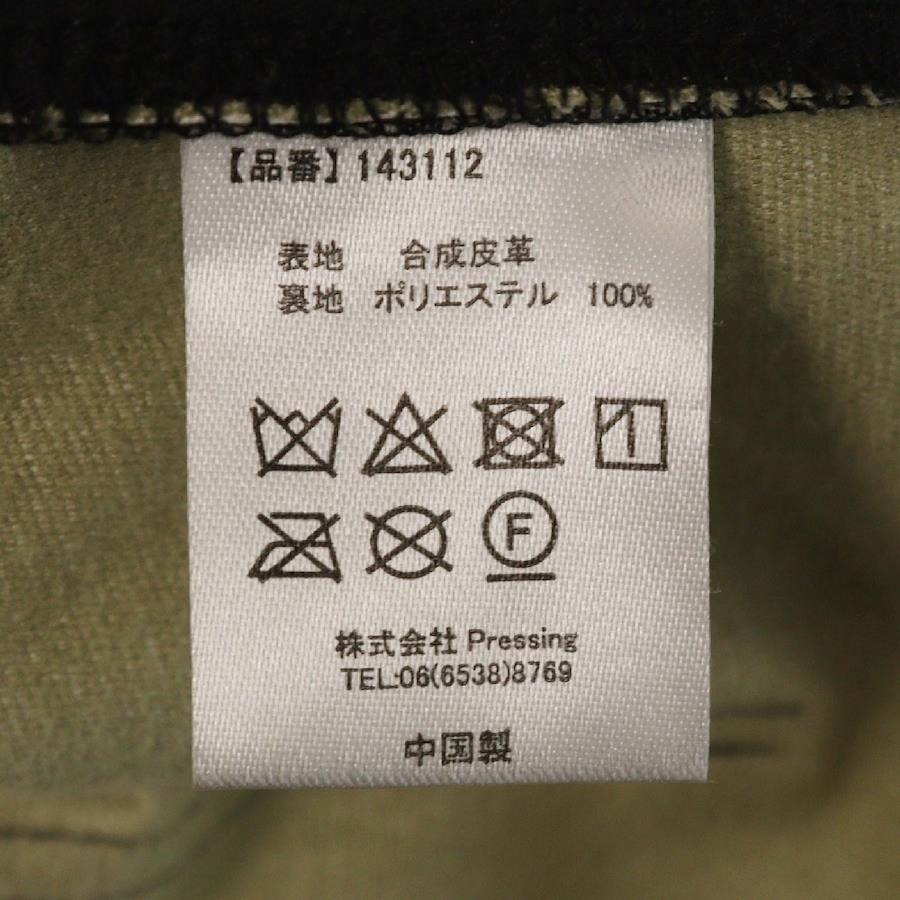 【品番】143112
表地 合成皮革
裏地 ポリエステル 100%
F
株式会社 Pressing
TEL:06(6538)8769
中国製